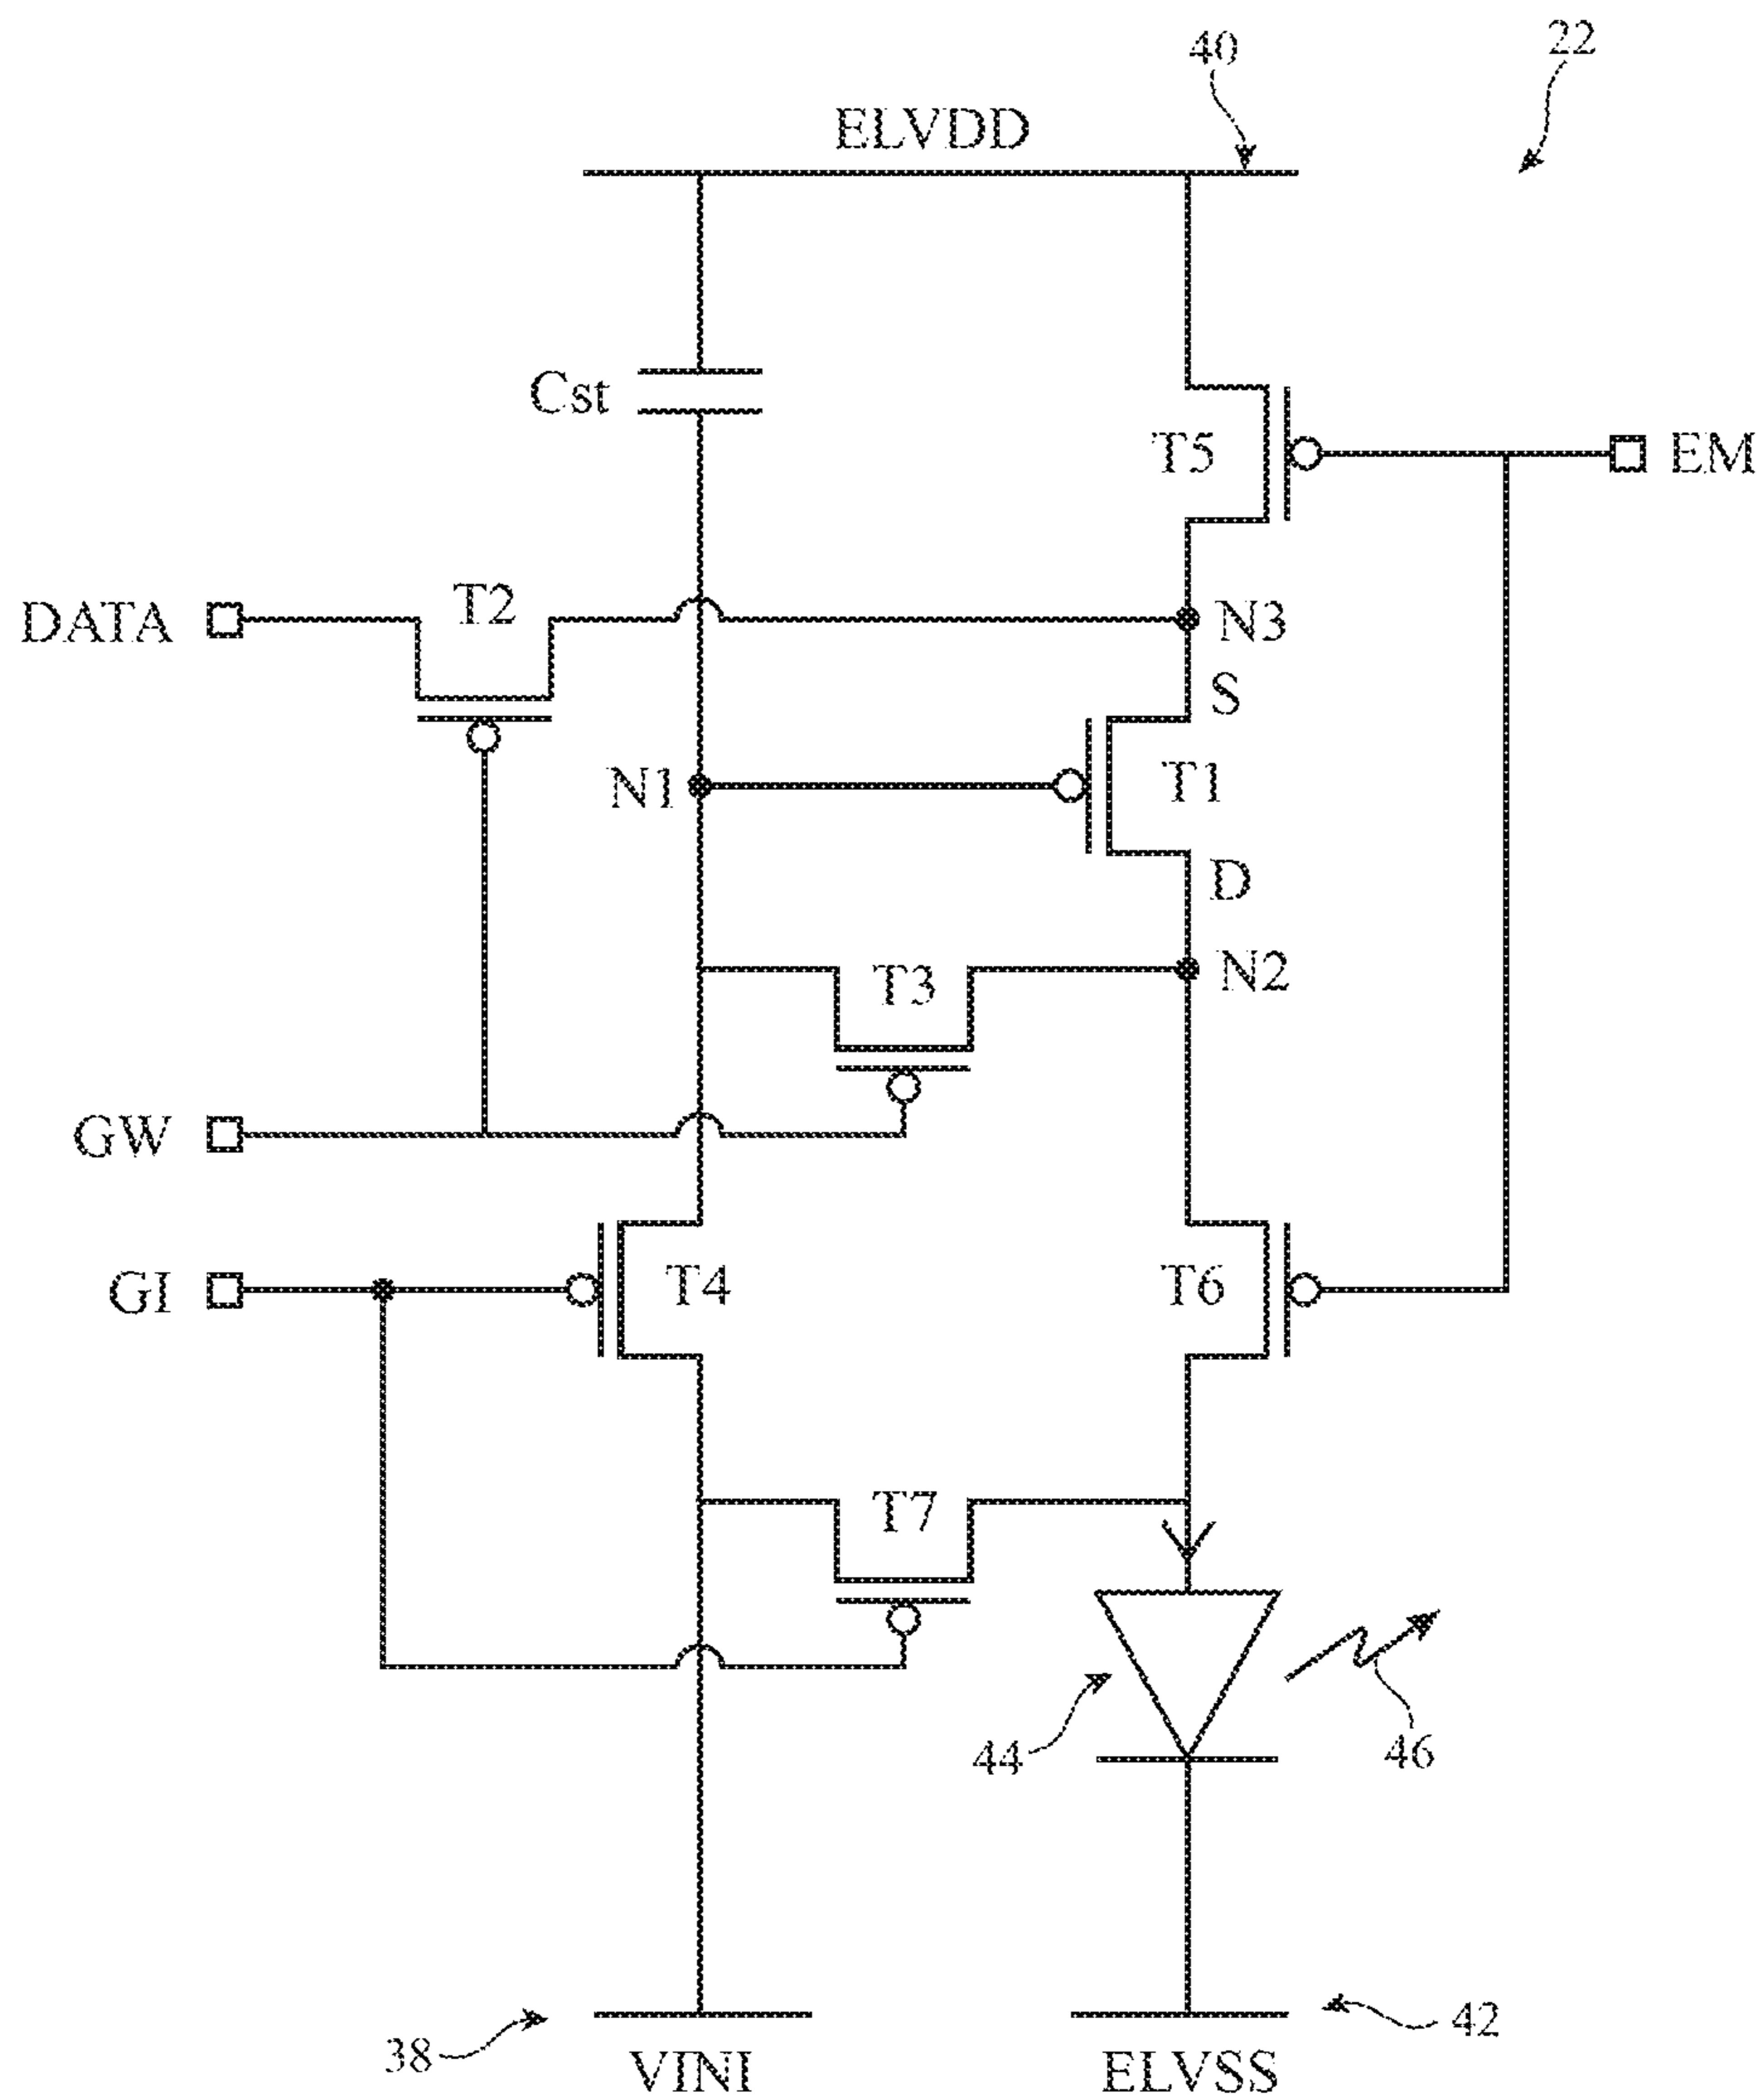 40
22
ELVDD
Cst
T5
EM
DATA
T2
N3
S
N1
T1
D
T3
N2
GW
GI
T4
T6
T7
44
46
38
42
VINI
ELVSS